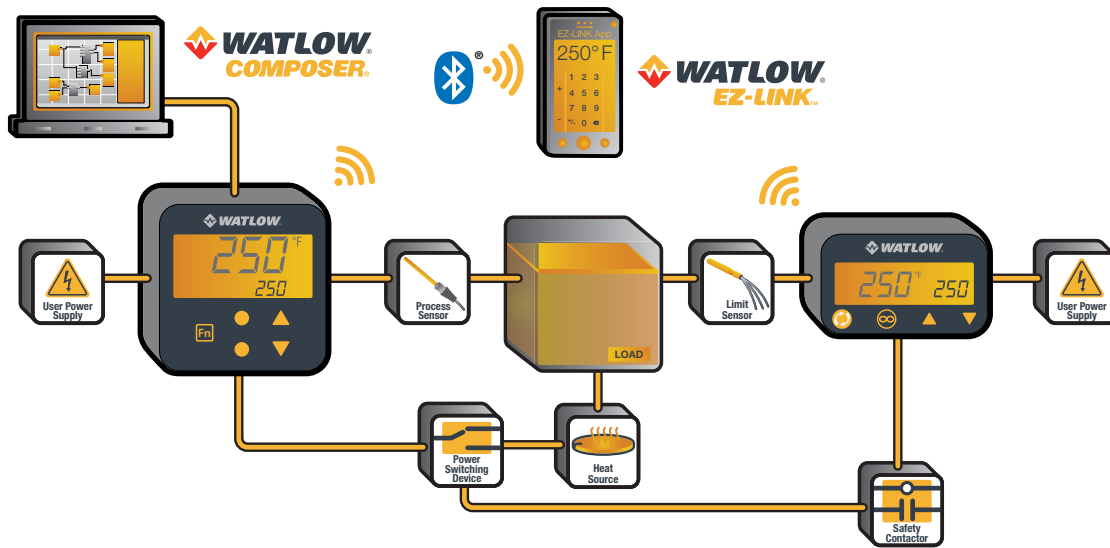 WATLOW®
COMPOSER®
®
EZ-LINK App
250°F
1 2 3
+ 4 5 6
7 8 9
- +/- 0
WATLOW®
EZ-LINK™
WATLOW®
250 °F
250
Fn
User Power
Supply
Process
Sensor
LOAD
Limit
Sensor
WATLOW®
250 °F 250
User Power
Supply
Power
Switching
Device
Heat
Source
Safety
Contactor